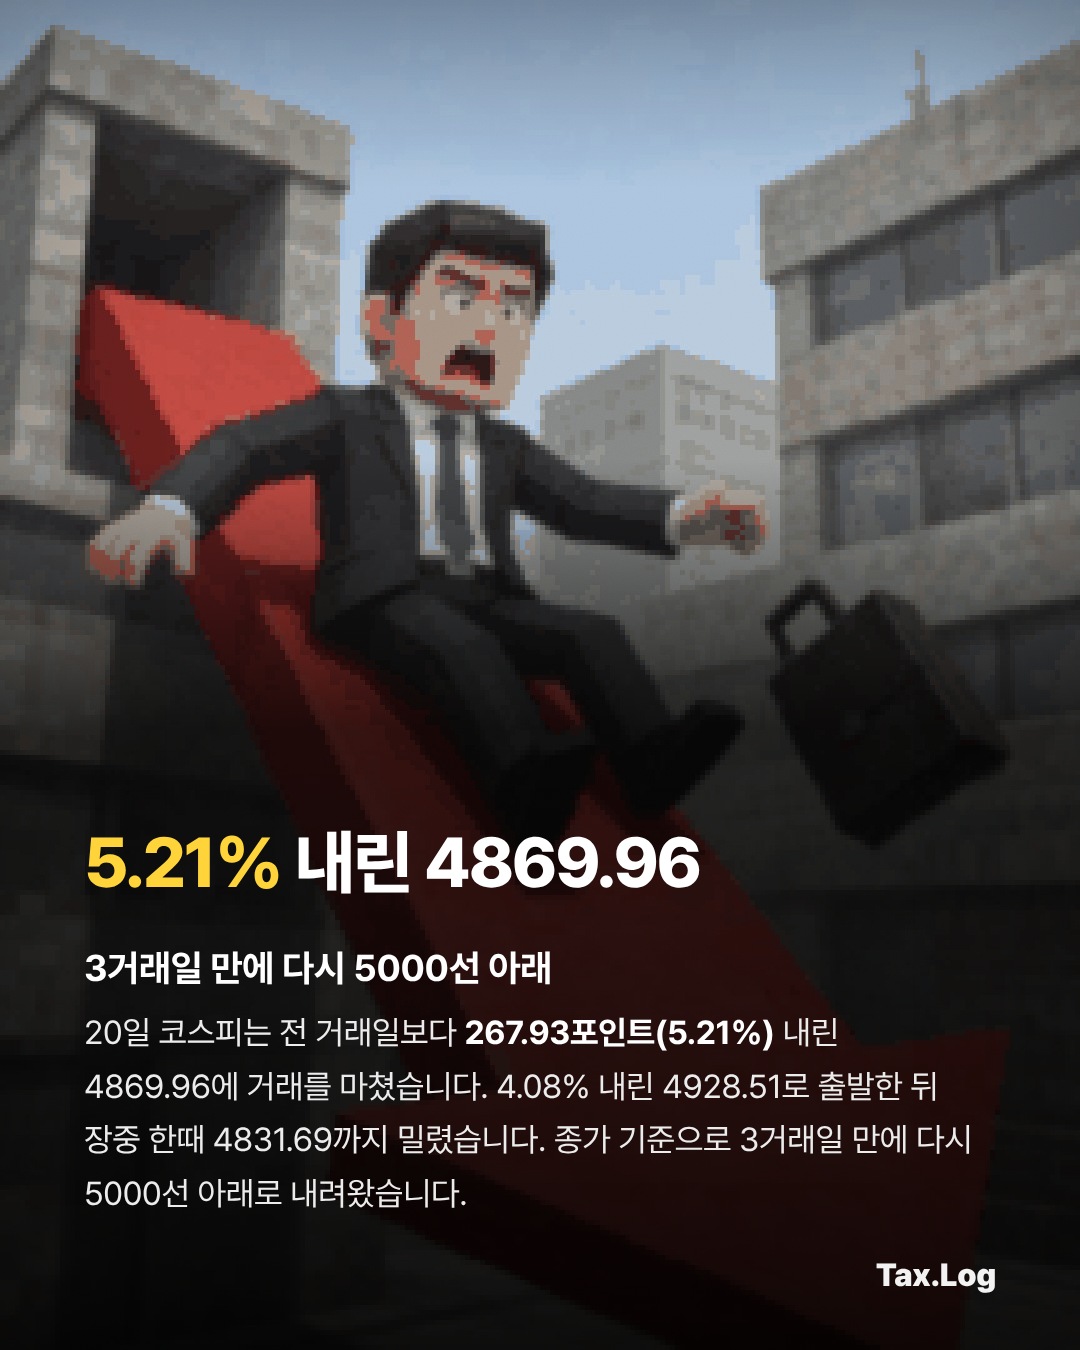 5.21% 내린 4869.96
3거래일 만에 다시 5000선 아래
20일 코스피는 전 거래일보다 267.93포인트(5.21%) 내린
4869.96에 거래를 마쳤습니다. 4.08% 내린 4928.51로 출발한 뒤
장중 한때 4831.69까지 밀렸습니다. 종가 기준으로 3거래일 만에 다시
5000선 아래로 내려왔습니다.
Tax.Log